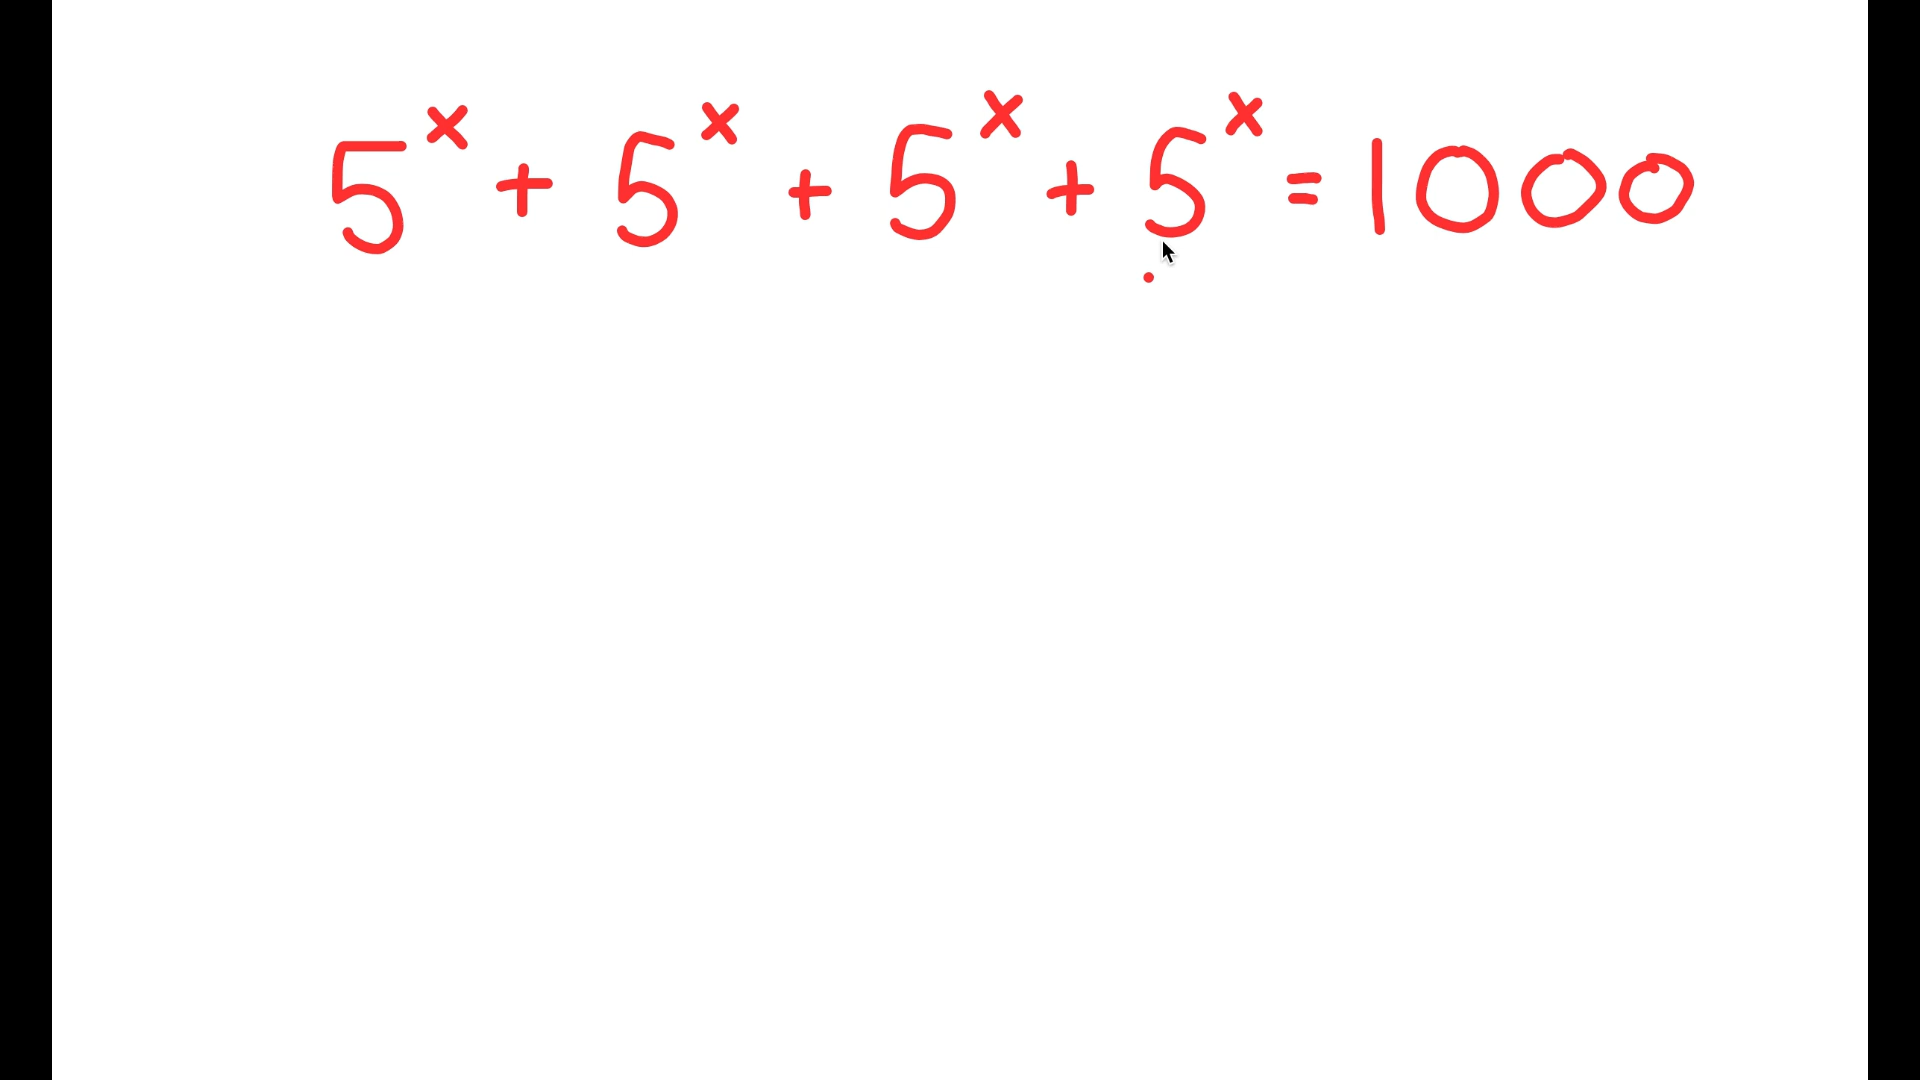 5^x + 5^x + 5^x + 5^x = 1000